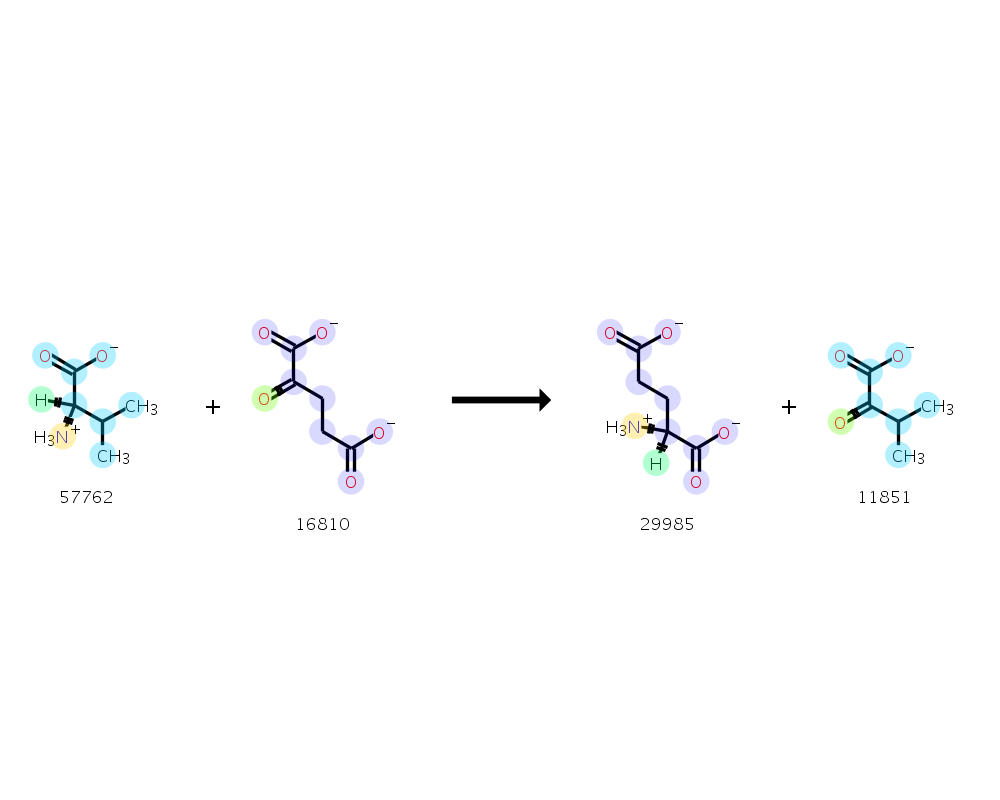 O O⁻ O O⁻ O O⁻ O O⁻
H CH₃ + O + O CH₃
H₃N⁺ CH₃ O⁻ H₃N⁺ O⁻ CH₃
O H O
57762 16810 29985 11851